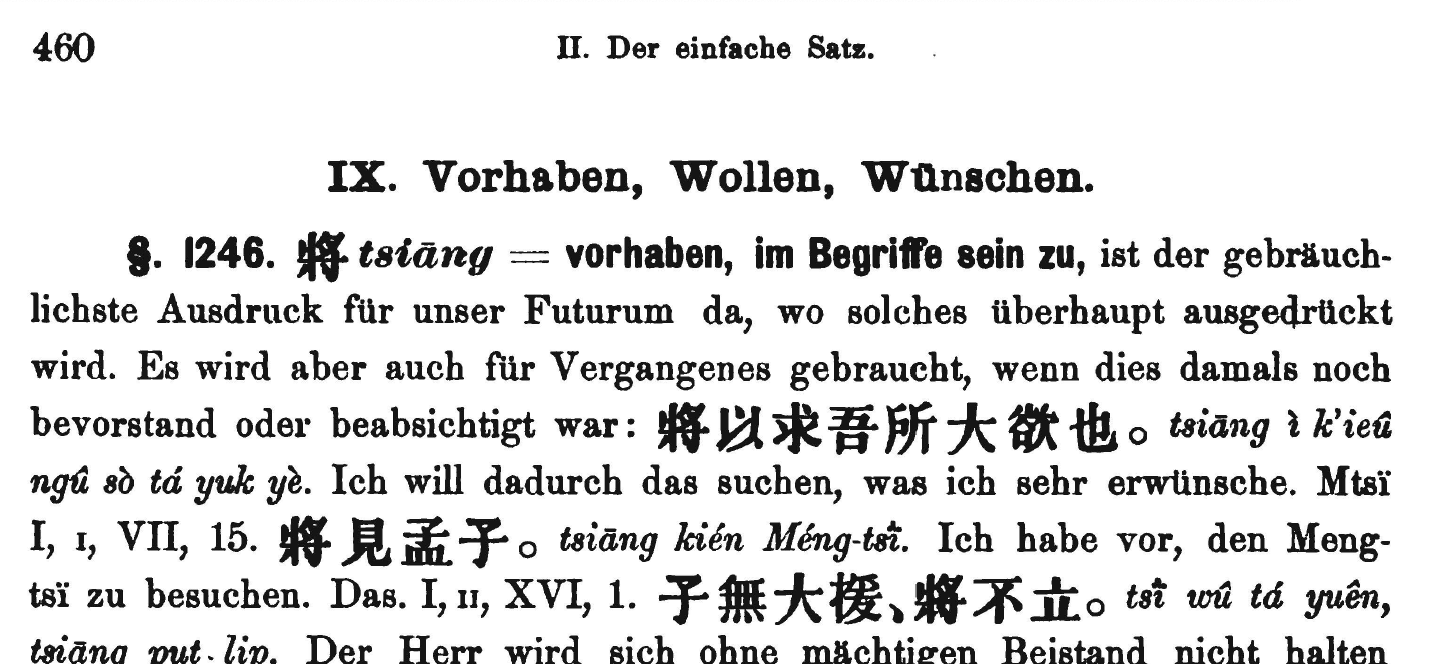 460
II. Der einfache Satz.
IX. Vorhaben, Wollen, Wünschen.
§. 1246. 將 tsiāng = vorhaben, im Begriffe sein zu, ist der gebräuch-
lichste Ausdruck für unser Futurum da, wo solches überhaupt ausgedrückt
wird. Es wird aber auch für Vergangenes gebraucht, wenn dies damals noch
bevorstand oder beabsichtigt war: 將以求吾所大欲也。 tsiāng ì k’ieû
ngû sò tá yuk yè. Ich will dadurch das suchen, was ich sehr erwünsche. Mtsï
I, ɪ, VII, 15. 將見孟子。 tsiāng kién Méng-tsï̀. Ich habe vor, den Meng-
tsï zu besuchen. Das. I, ɪɪ, XVI, 1. 子無大援、將不立。 tsï̀ wû tá yuên,
tsiāng put lip. Der Herr wird sich ohne mächtigen Beistand nicht halten